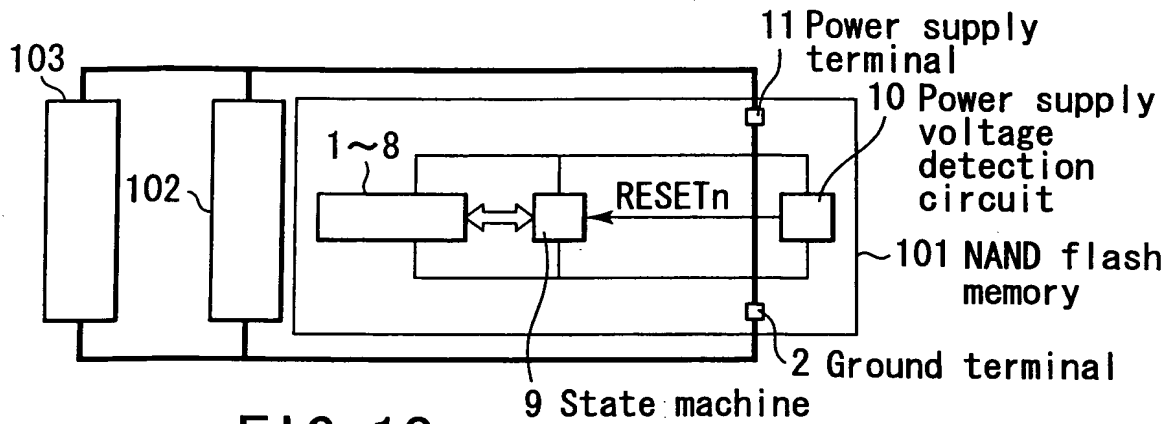 11 Power supply
terminal
103
10 Power supply
voltage
detection
circuit
1~8
102
RESETn
101 NAND flash
memory
2 Ground terminal
9 State machine